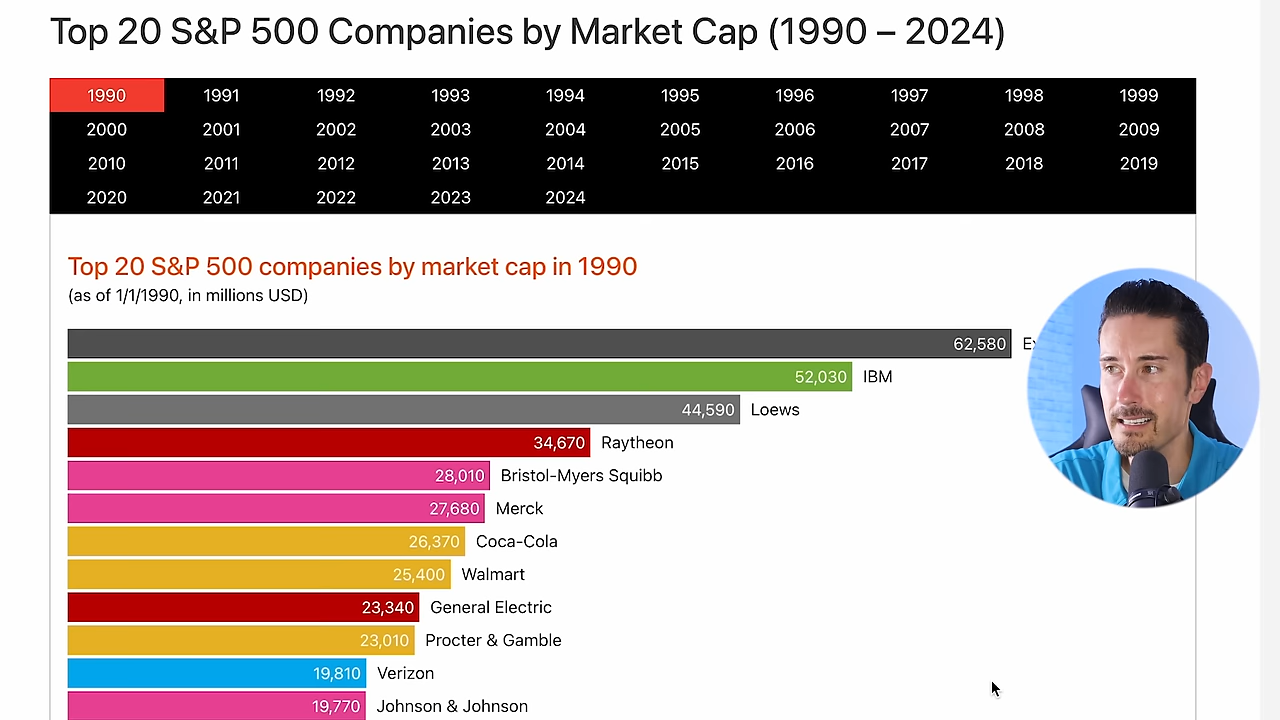 Top 20 S&P 500 Companies by Market Cap (1990 – 2024)
1990 1991 1992 1993 1994 1995 1996 1997 1998 1999
2000 2001 2002 2003 2004 2005 2006 2007 2008 2009
2010 2011 2012 2013 2014 2015 2016 2017 2018 2019
2020 2021 2022 2023 2024
Top 20 S&P 500 companies by market cap in 1990
(as of 1/1/1990, in millions USD)
62,580
52,030 IBM
44,590 Loews
34,670 Raytheon
28,010 Bristol-Myers Squibb
27,680 Merck
26,370 Coca-Cola
25,400 Walmart
23,340 General Electric
23,010 Procter & Gamble
19,810 Verizon
19,770 Johnson & Johnson